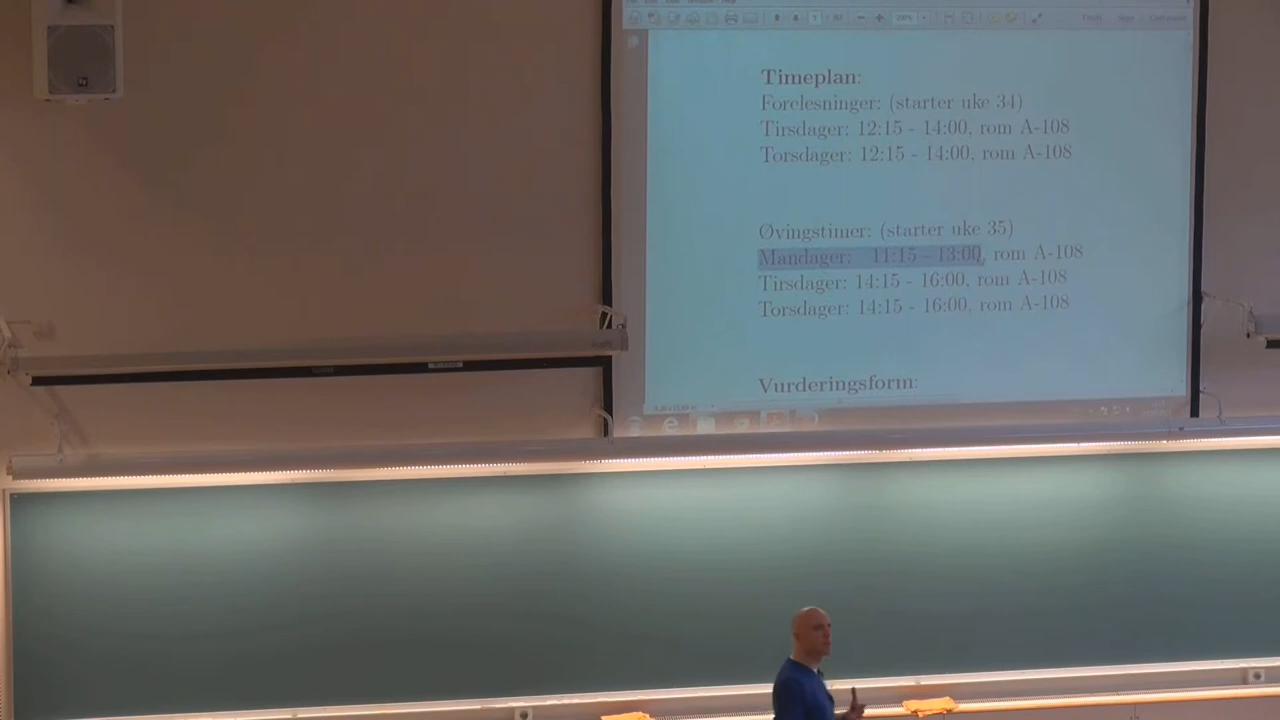 200%
Timeplan:
Forelesninger: (starter uke 34)
Tirsdager: 12:15 - 14:00, rom A-108
Torsdager: 12:15 - 14:00, rom A-108
Øvingstimer: (starter uke 35)
Mandager: 11:15 - 13:00, rom A-108
Tirsdager: 14:15 - 16:00, rom A-108
Torsdager: 14:15 - 16:00, rom A-108
Vurderingsform: